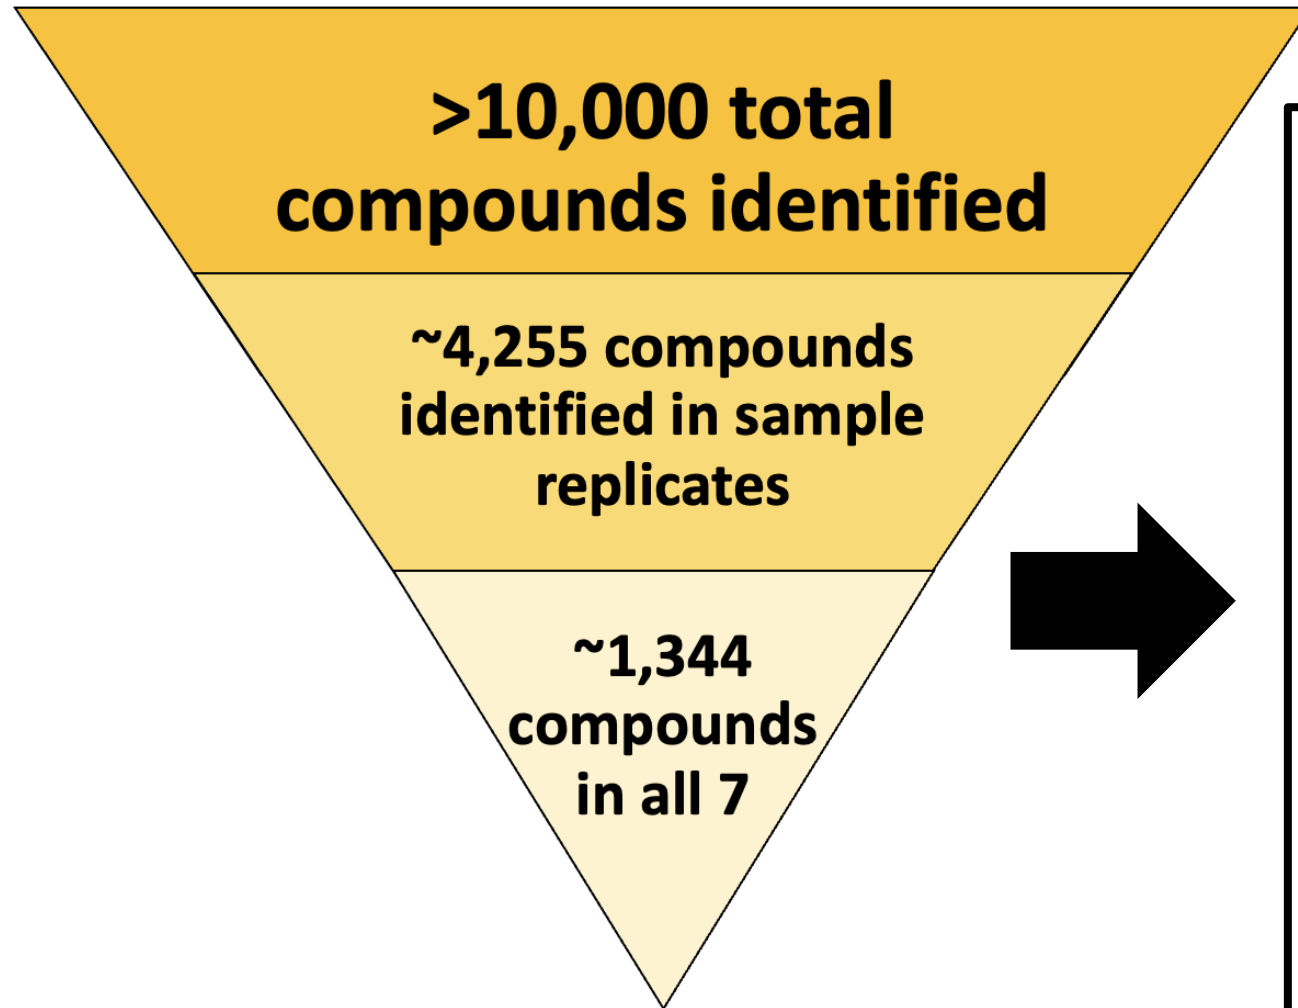 >10,000 total
compounds identified
~4,255 compounds
identified in sample
replicates
~1,344
compounds
in all 7